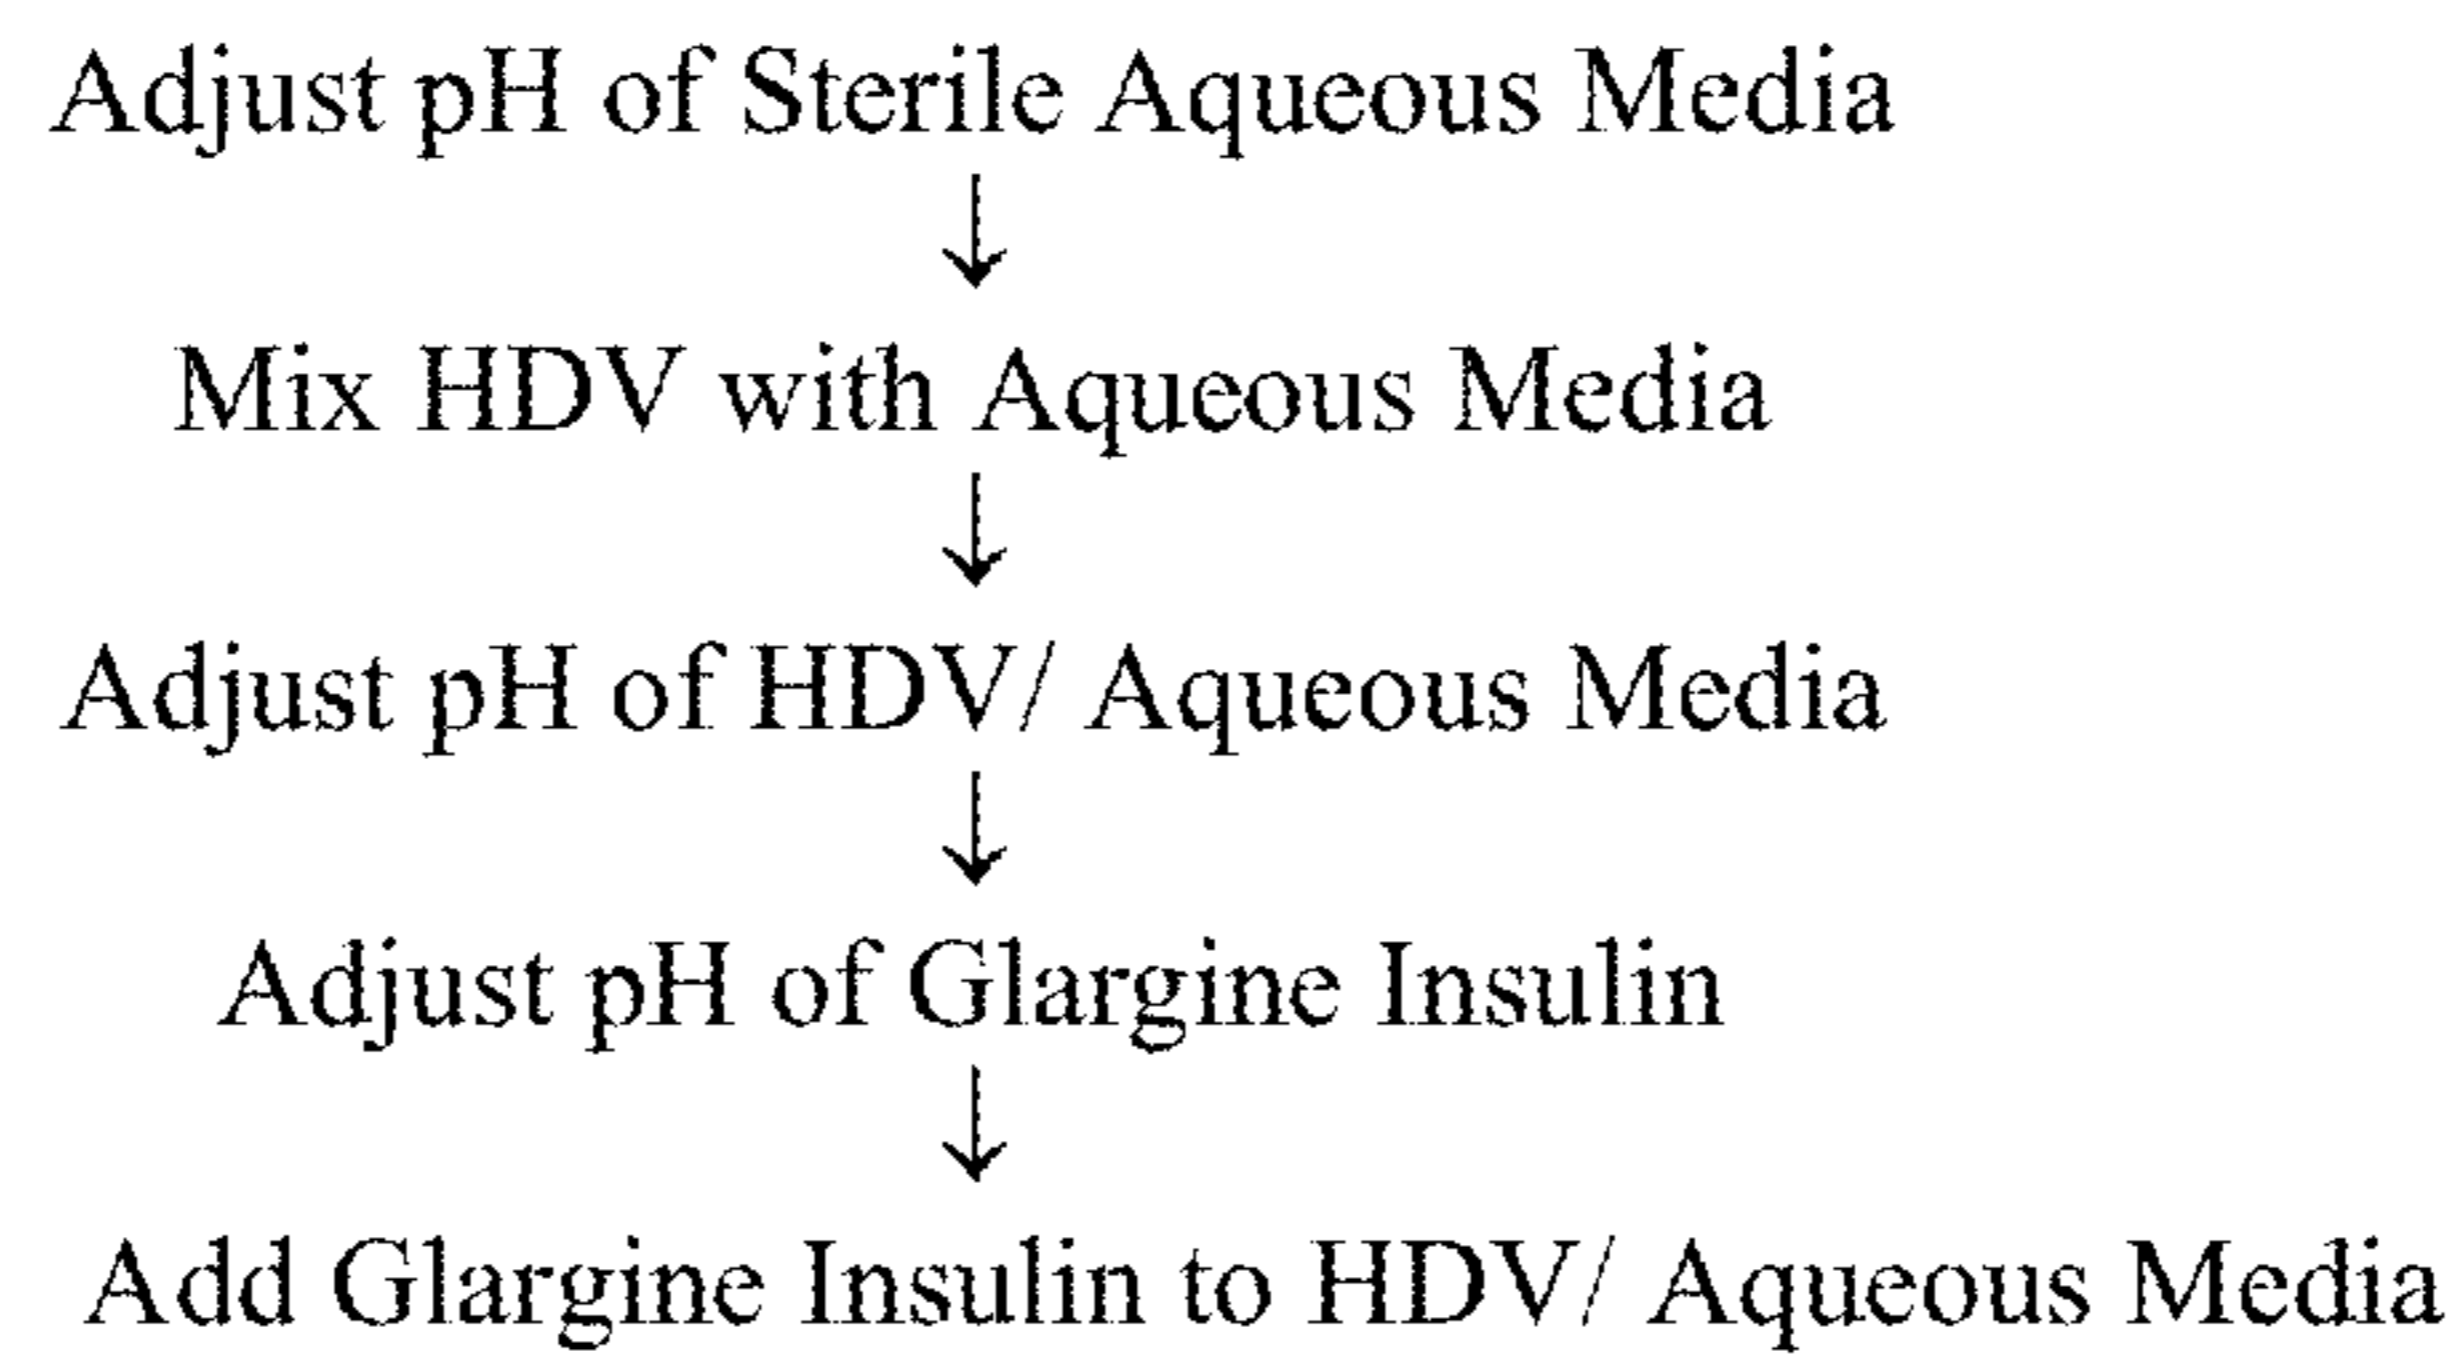 Adjust pH of Sterile Aqueous Media
Mix HDV with Aqueous Media
Adjust pH of HDV/ Aqueous Media
Adjust pH of Glargine Insulin
Add Glargine Insulin to HDV/ Aqueous Media